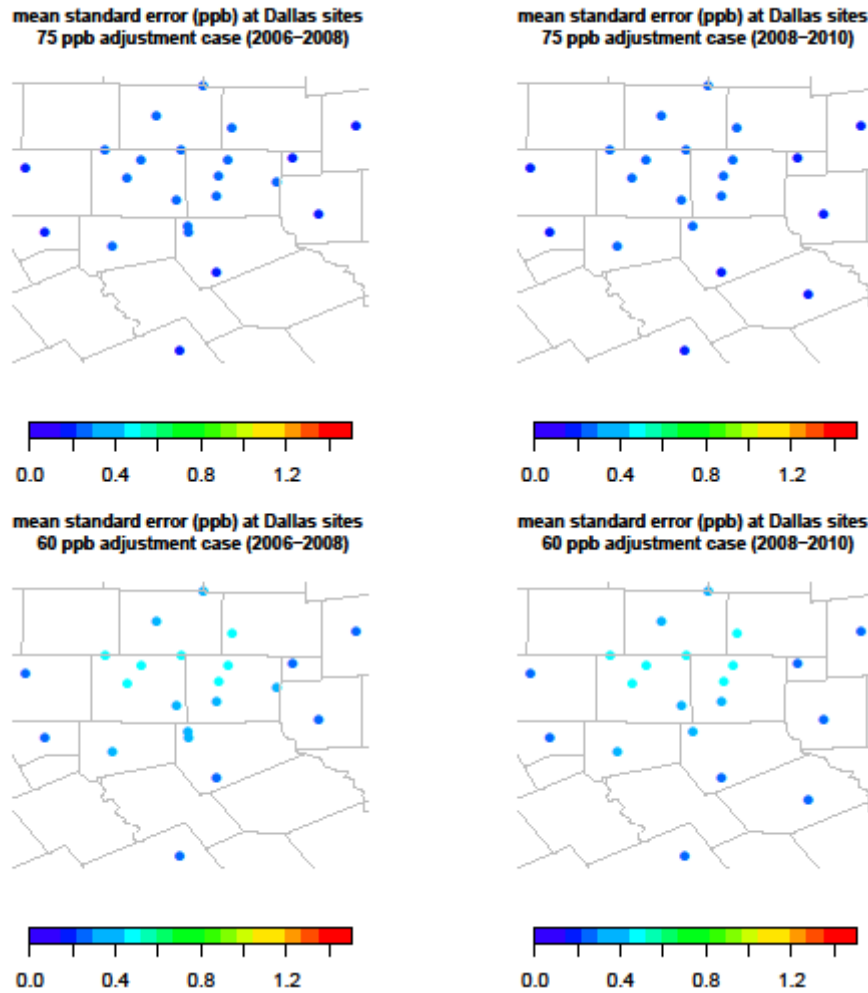 mean standard error (ppb) at Dallas sites
75 ppb adjustment case (2006−2008)
mean standard error (ppb) at Dallas sites
75 ppb adjustment case (2008−2010)
0.0 0.4 0.8 1.2
0.0 0.4 0.8 1.2
mean standard error (ppb) at Dallas sites
60 ppb adjustment case (2006−2008)
mean standard error (ppb) at Dallas sites
60 ppb adjustment case (2008−2010)
0.0 0.4 0.8 1.2
0.0 0.4 0.8 1.2